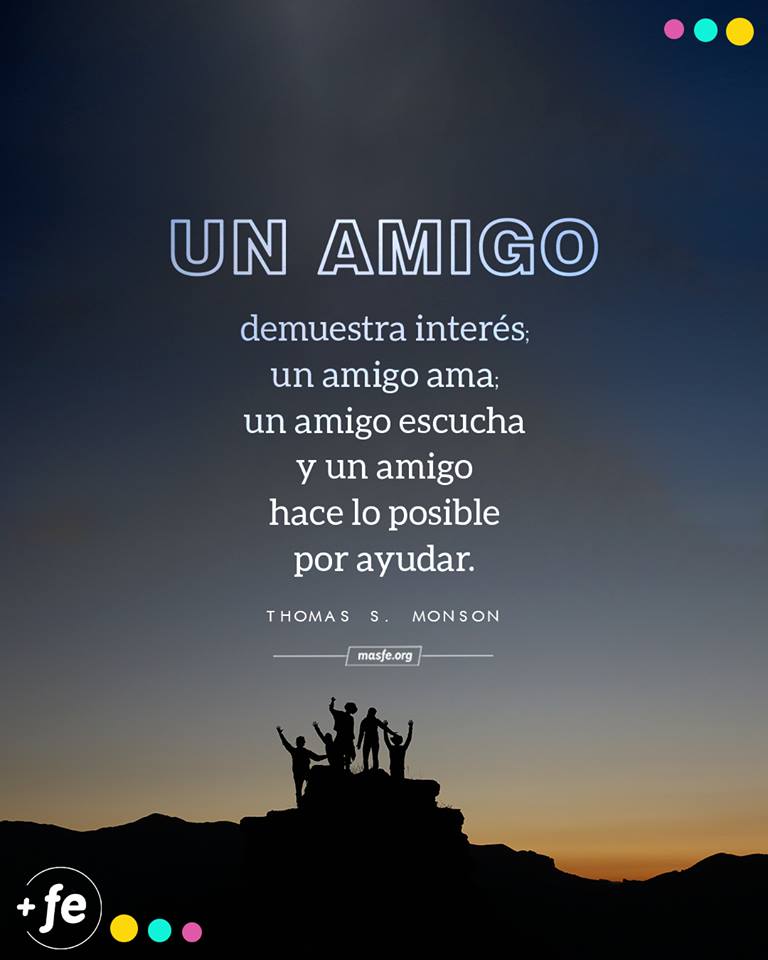 UN AMIGO
demuestra interés;
un amigo ama;
un amigo escucha
y un amigo
hace lo posible
por ayudar.
THOMAS S. MONSON
masfe.org
+fe